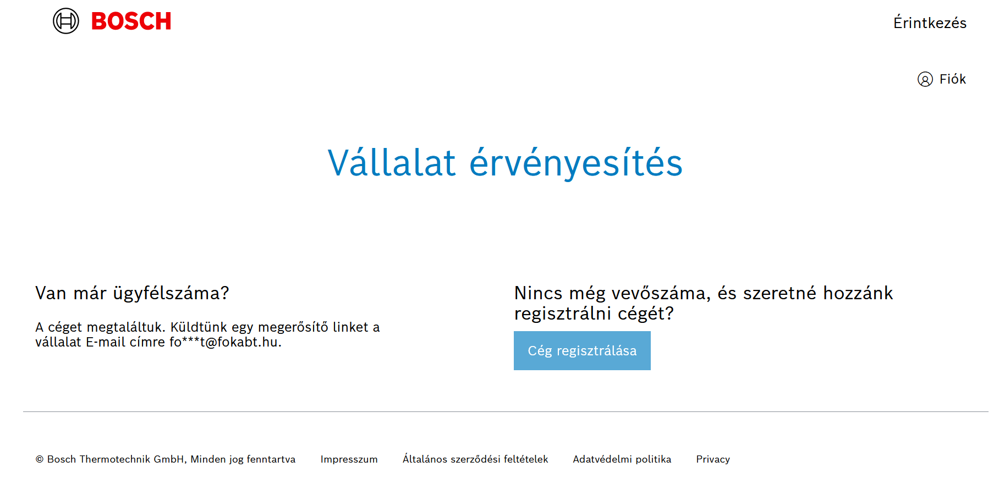 BOSCH
Érintkezés
Fiók
Vállalat érvényesítés
Van már ügyfélszáma?
A céget megtaláltuk. Küldtünk egy megerősítő linket a
vállalat E-mail címre fo***t@fokabt.hu.
Nincs még vevőszáma, és szeretné hozzánk
regisztrálni cégét?
Cég regisztrálása
© Bosch Thermotechnik GmbH, Minden jog fenntartva Impresszum Általános szerződési feltételek Adatvédelmi politika Privacy